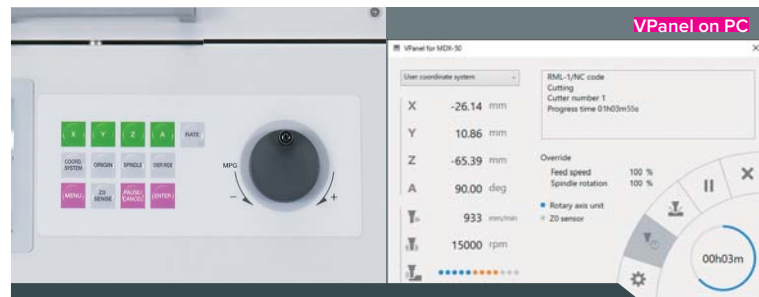 VPanel on PC
X Y Z A RATE
COORD. SYSTEM ORIGIN SPINDLE OVERRIDE
MENU Z0 SENSE PAUSE/CANCEL ENTER
MPG
- +
VPanel for MDX-50
User coordinate system
X -26.14 mm
Y 10.86 mm
Z -65.39 mm
A 90.00 deg
933 mm/min
15000 rpm
RML-1/NC code
Cutting
Cutter number 1
Progress time 01h03m55s
Override
Feed speed 100 %
Spindle rotation 100 %
Rotary axis unit
Z0 sensor
00h03m